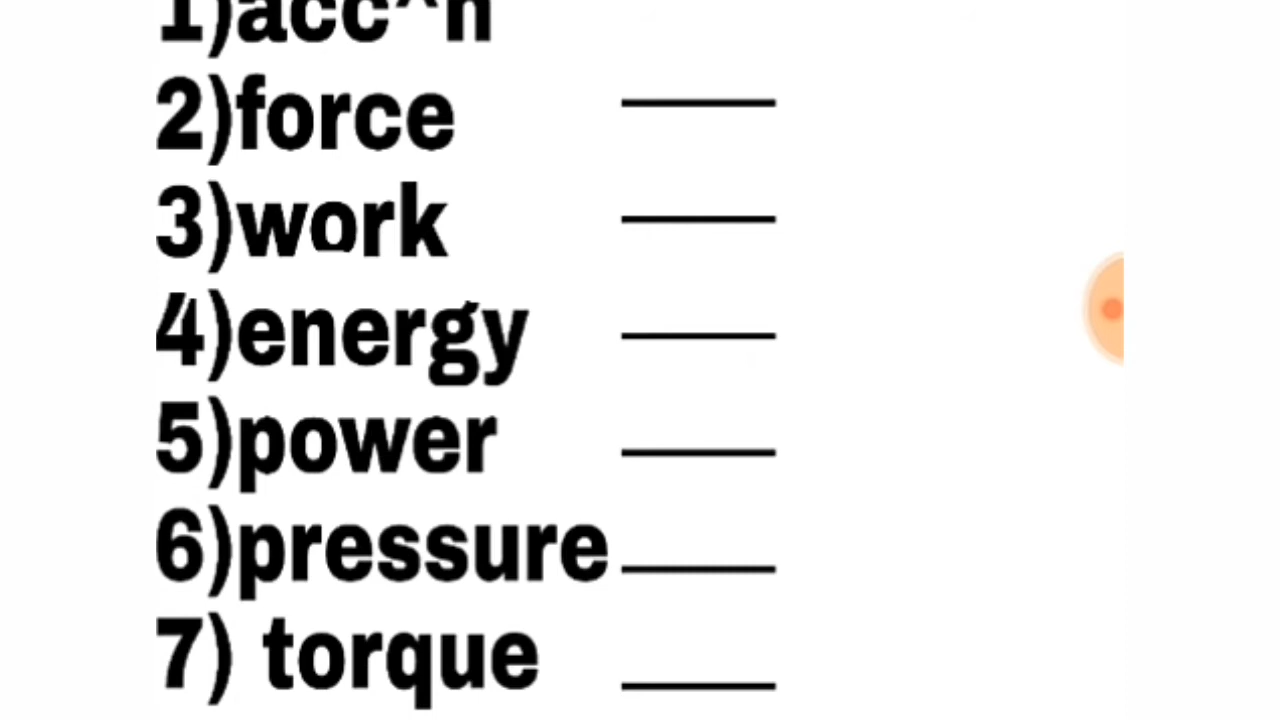 1)acc^n
2)force
3)work
4)energy
5)power
6)pressure
7) torque